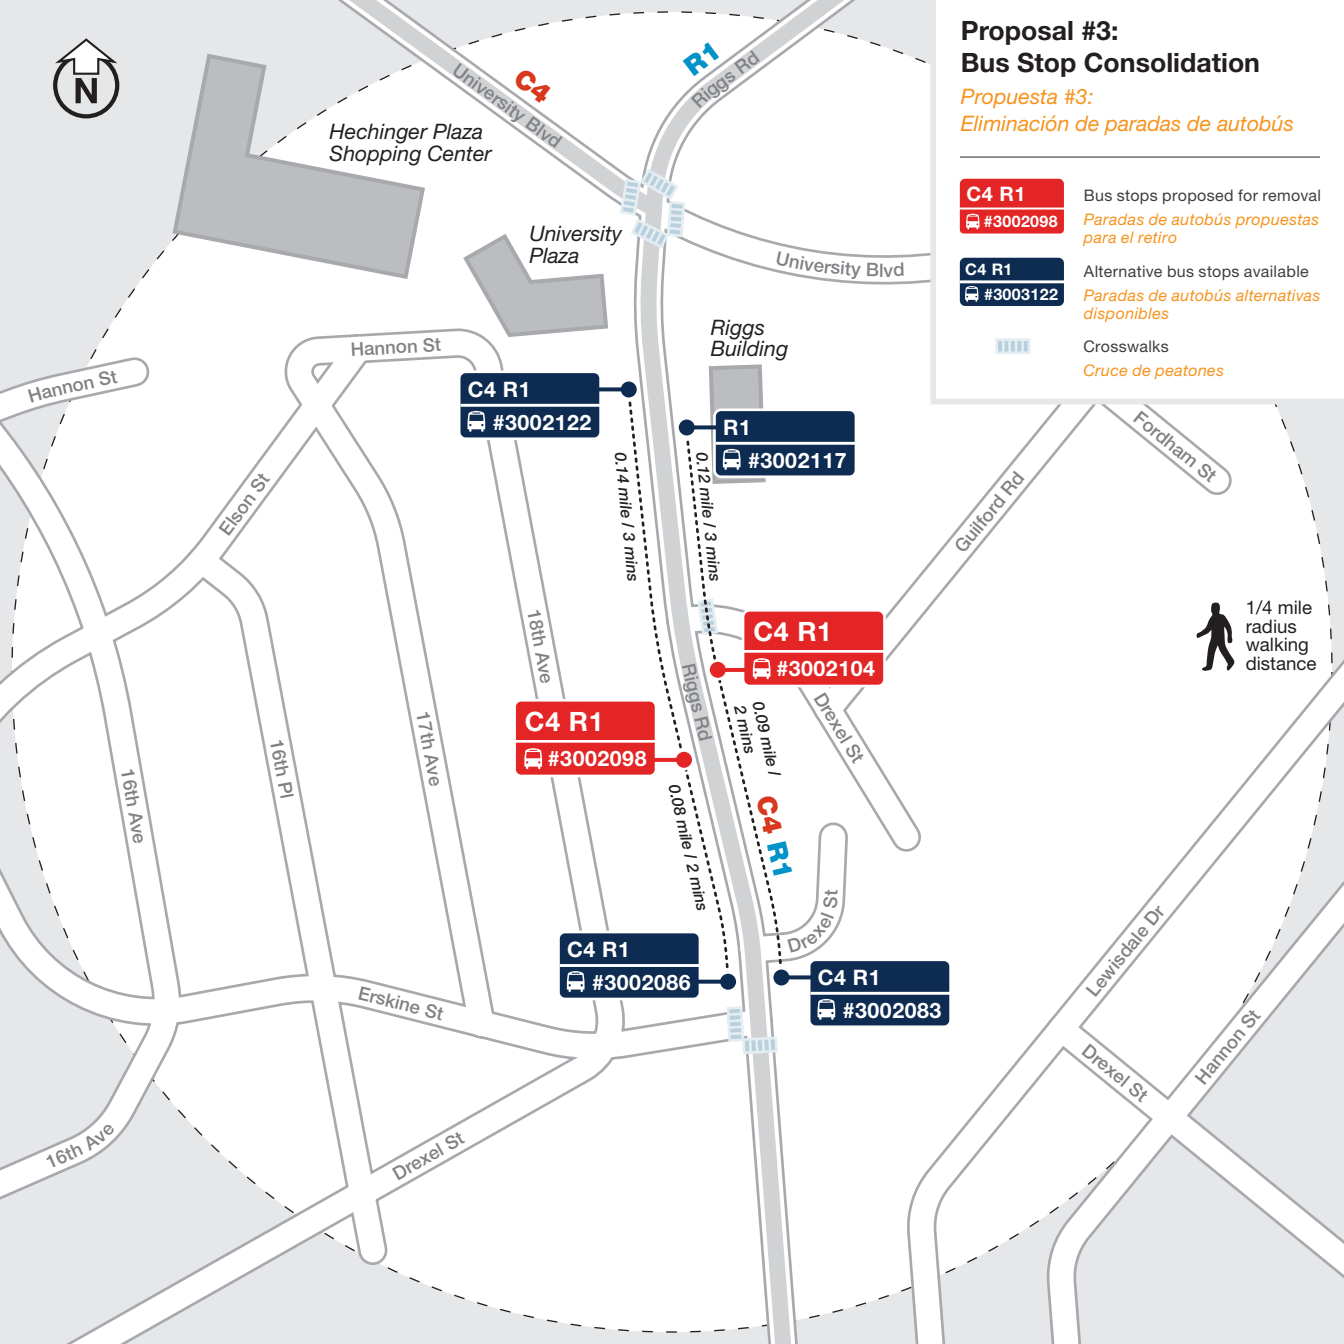 Proposal #3:
Bus Stop Consolidation
Propuesta #3:
Eliminación de paradas de autobús
C4 R1
#3002098
Bus stops proposed for removal
Paradas de autobús propuestas
para el retiro
C4 R1
#3003122
Alternative bus stops available
Paradas de autobús alternativas
disponibles
Crosswalks
Cruce de peatones
N
Hechinger Plaza
Shopping Center
University Blvd
C4
R1
Riggs Rd
University
Plaza
University Blvd
Riggs
Building
Hannon St
Hannon St
C4 R1
#3002122
R1
#3002117
Fordham St
Guilford Rd
Elson St
0.14 mile / 3 mins
0.12 mile / 3 mins
1/4 mile
radius
walking
distance
18th Ave
C4 R1
#3002104
Riggs Rd
C4 R1
#3002098
0.09 mile /
2 mins
Drexel St
16th Ave
16th Pl
17th Ave
0.08 mile / 2 mins
C4 R1
Drexel St
C4 R1
#3002086
C4 R1
#3002083
Erskine St
Lewisdale Dr
Hannon St
Drexel St
16th Ave
Drexel St